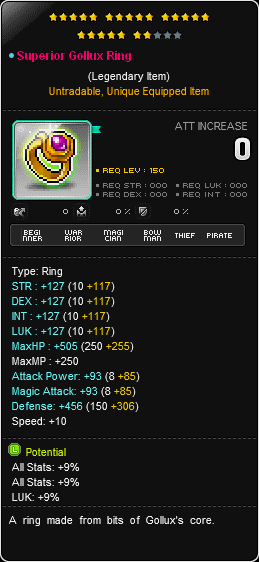 Superior Gollux Ring
(Legendary Item)
Untradable, Unique Equipped Item
ATT INCREASE
0
REQ LEV : 150
REQ STR : 000 REQ LUK : 000
REQ DEX : 000 REQ INT : 000
0 0 % 0 %
BEGINNER WARRIOR MAGICIAN BOWMAN THIEF PIRATE
Type: Ring
STR : +127 (10 +117)
DEX : +127 (10 +117)
INT : +127 (10 +117)
LUK : +127 (10 +117)
MaxHP : +505 (250 +255)
MaxMP : +250
Attack Power: +93 (8 +85)
Magic Attack: +93 (8 +85)
Defense: +456 (150 +306)
Speed: +10
L Potential
All Stats: +9%
All Stats: +9%
LUK: +9%
A ring made from bits of Gollux's core.